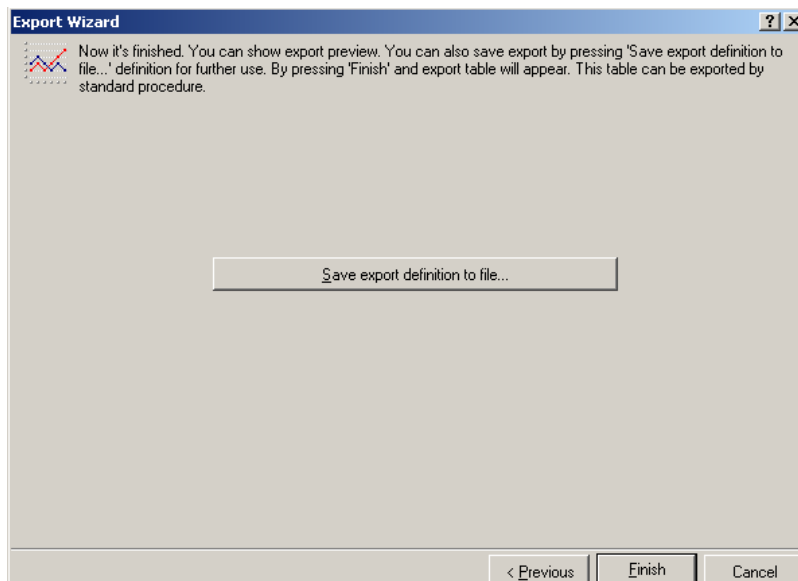 Export Wizard
Now it's finished. You can show export preview. You can also save export by pressing 'Save export definition to
file...' definition for further use. By pressing 'Finish' and export table will appear. This table can be exported by
standard procedure.
Save export definition to file...
< Previous Finish Cancel